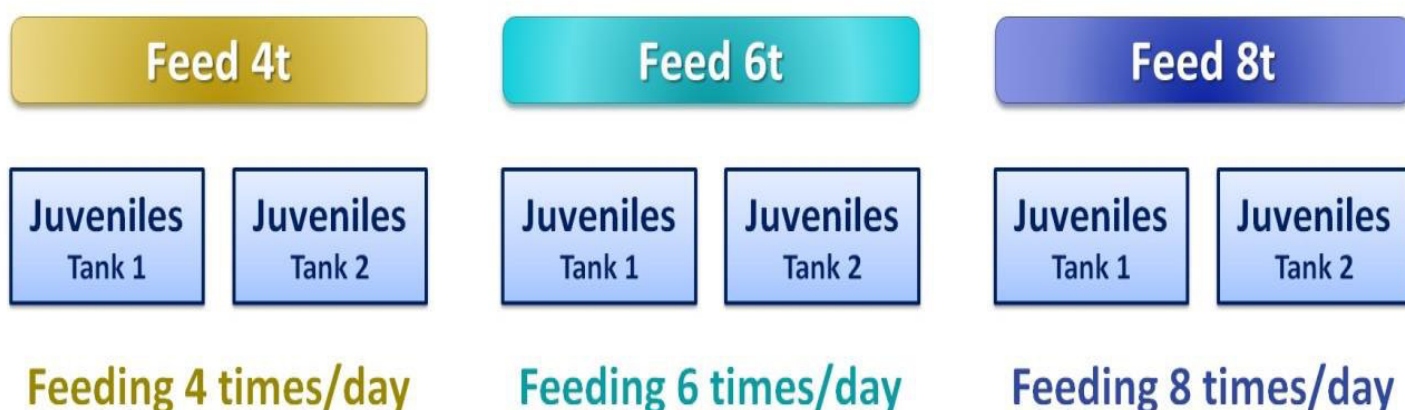 Feed 4t
Feed 6t
Feed 8t
Juveniles
Tank 1
Juveniles
Tank 2
Juveniles
Tank 1
Juveniles
Tank 2
Juveniles
Tank 1
Juveniles
Tank 2
Feeding 4 times/day
Feeding 6 times/day
Feeding 8 times/day